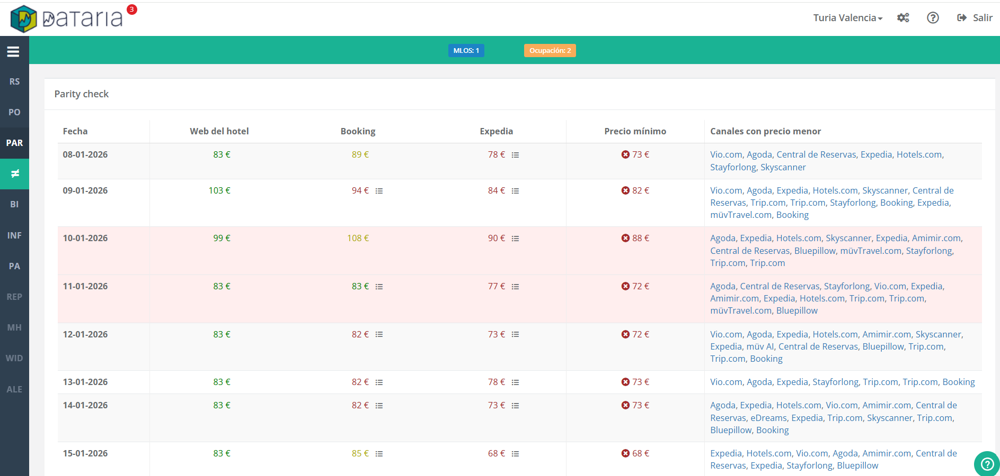 DATARIA
3
Turia Valencia
Salir
MLOS: 1
Ocupación: 2
RS
PO
PAR
BI
INF
PA
REP
MH
WID
ALE
Parity check
Fecha Web del hotel Booking Expedia Precio mínimo Canales con precio menor
08-01-2026 83 € 89 € 78 € 73 € Vio.com, Agoda, Central de Reservas, Expedia, Hotels.com,
Stayforlong, Skyscanner
09-01-2026 103 € 94 € 84 € 82 € Vio.com, Agoda, Expedia, Hotels.com, Skyscanner, Central de
Reservas, Trip.com, Trip.com, Stayforlong, Booking, Expedia,
müvTravel.com, Booking
10-01-2026 99 € 108 € 90 € 88 € Agoda, Expedia, Hotels.com, Skyscanner, Expedia, Amimir.com,
Central de Reservas, Bluepillow, müvTravel.com, Stayforlong,
Trip.com, Trip.com
11-01-2026 83 € 83 € 77 € 72 € Agoda, Central de Reservas, Stayforlong, Vio.com, Expedia,
Amimir.com, Expedia, Hotels.com, Trip.com, Trip.com,
müvTravel.com, Bluepillow
12-01-2026 83 € 82 € 73 € 72 € Vio.com, Agoda, Expedia, Hotels.com, Amimir.com, Skyscanner,
Expedia, müv AI, Central de Reservas, Bluepillow, Trip.com,
Trip.com, Booking
13-01-2026 83 € 82 € 78 € 73 € Vio.com, Agoda, Expedia, Stayforlong, Trip.com, Trip.com, Booking
14-01-2026 83 € 82 € 73 € 73 € Agoda, Expedia, Hotels.com, Vio.com, Amimir.com, Central de
Reservas, eDreams, Expedia, Trip.com, Skyscanner, Trip.com,
Bluepillow, Booking
15-01-2026 83 € 85 € 68 € 68 € Expedia, Hotels.com, Vio.com, Agoda, Amimir.com, Central de
Reservas, Expedia, Stayforlong, Bluepillow